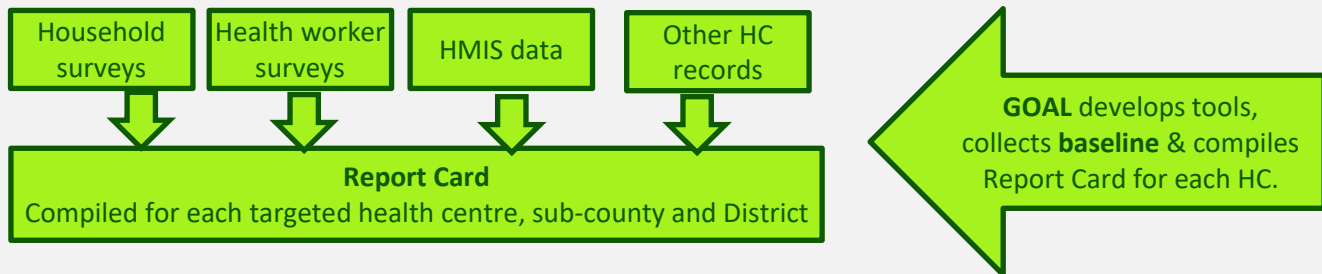 Household
surveys
Health worker
surveys
HMIS data
Other HC
records
Report Card
Compiled for each targeted health centre, sub-county and District
GOAL develops tools,
collects baseline & compiles
Report Card for each HC.